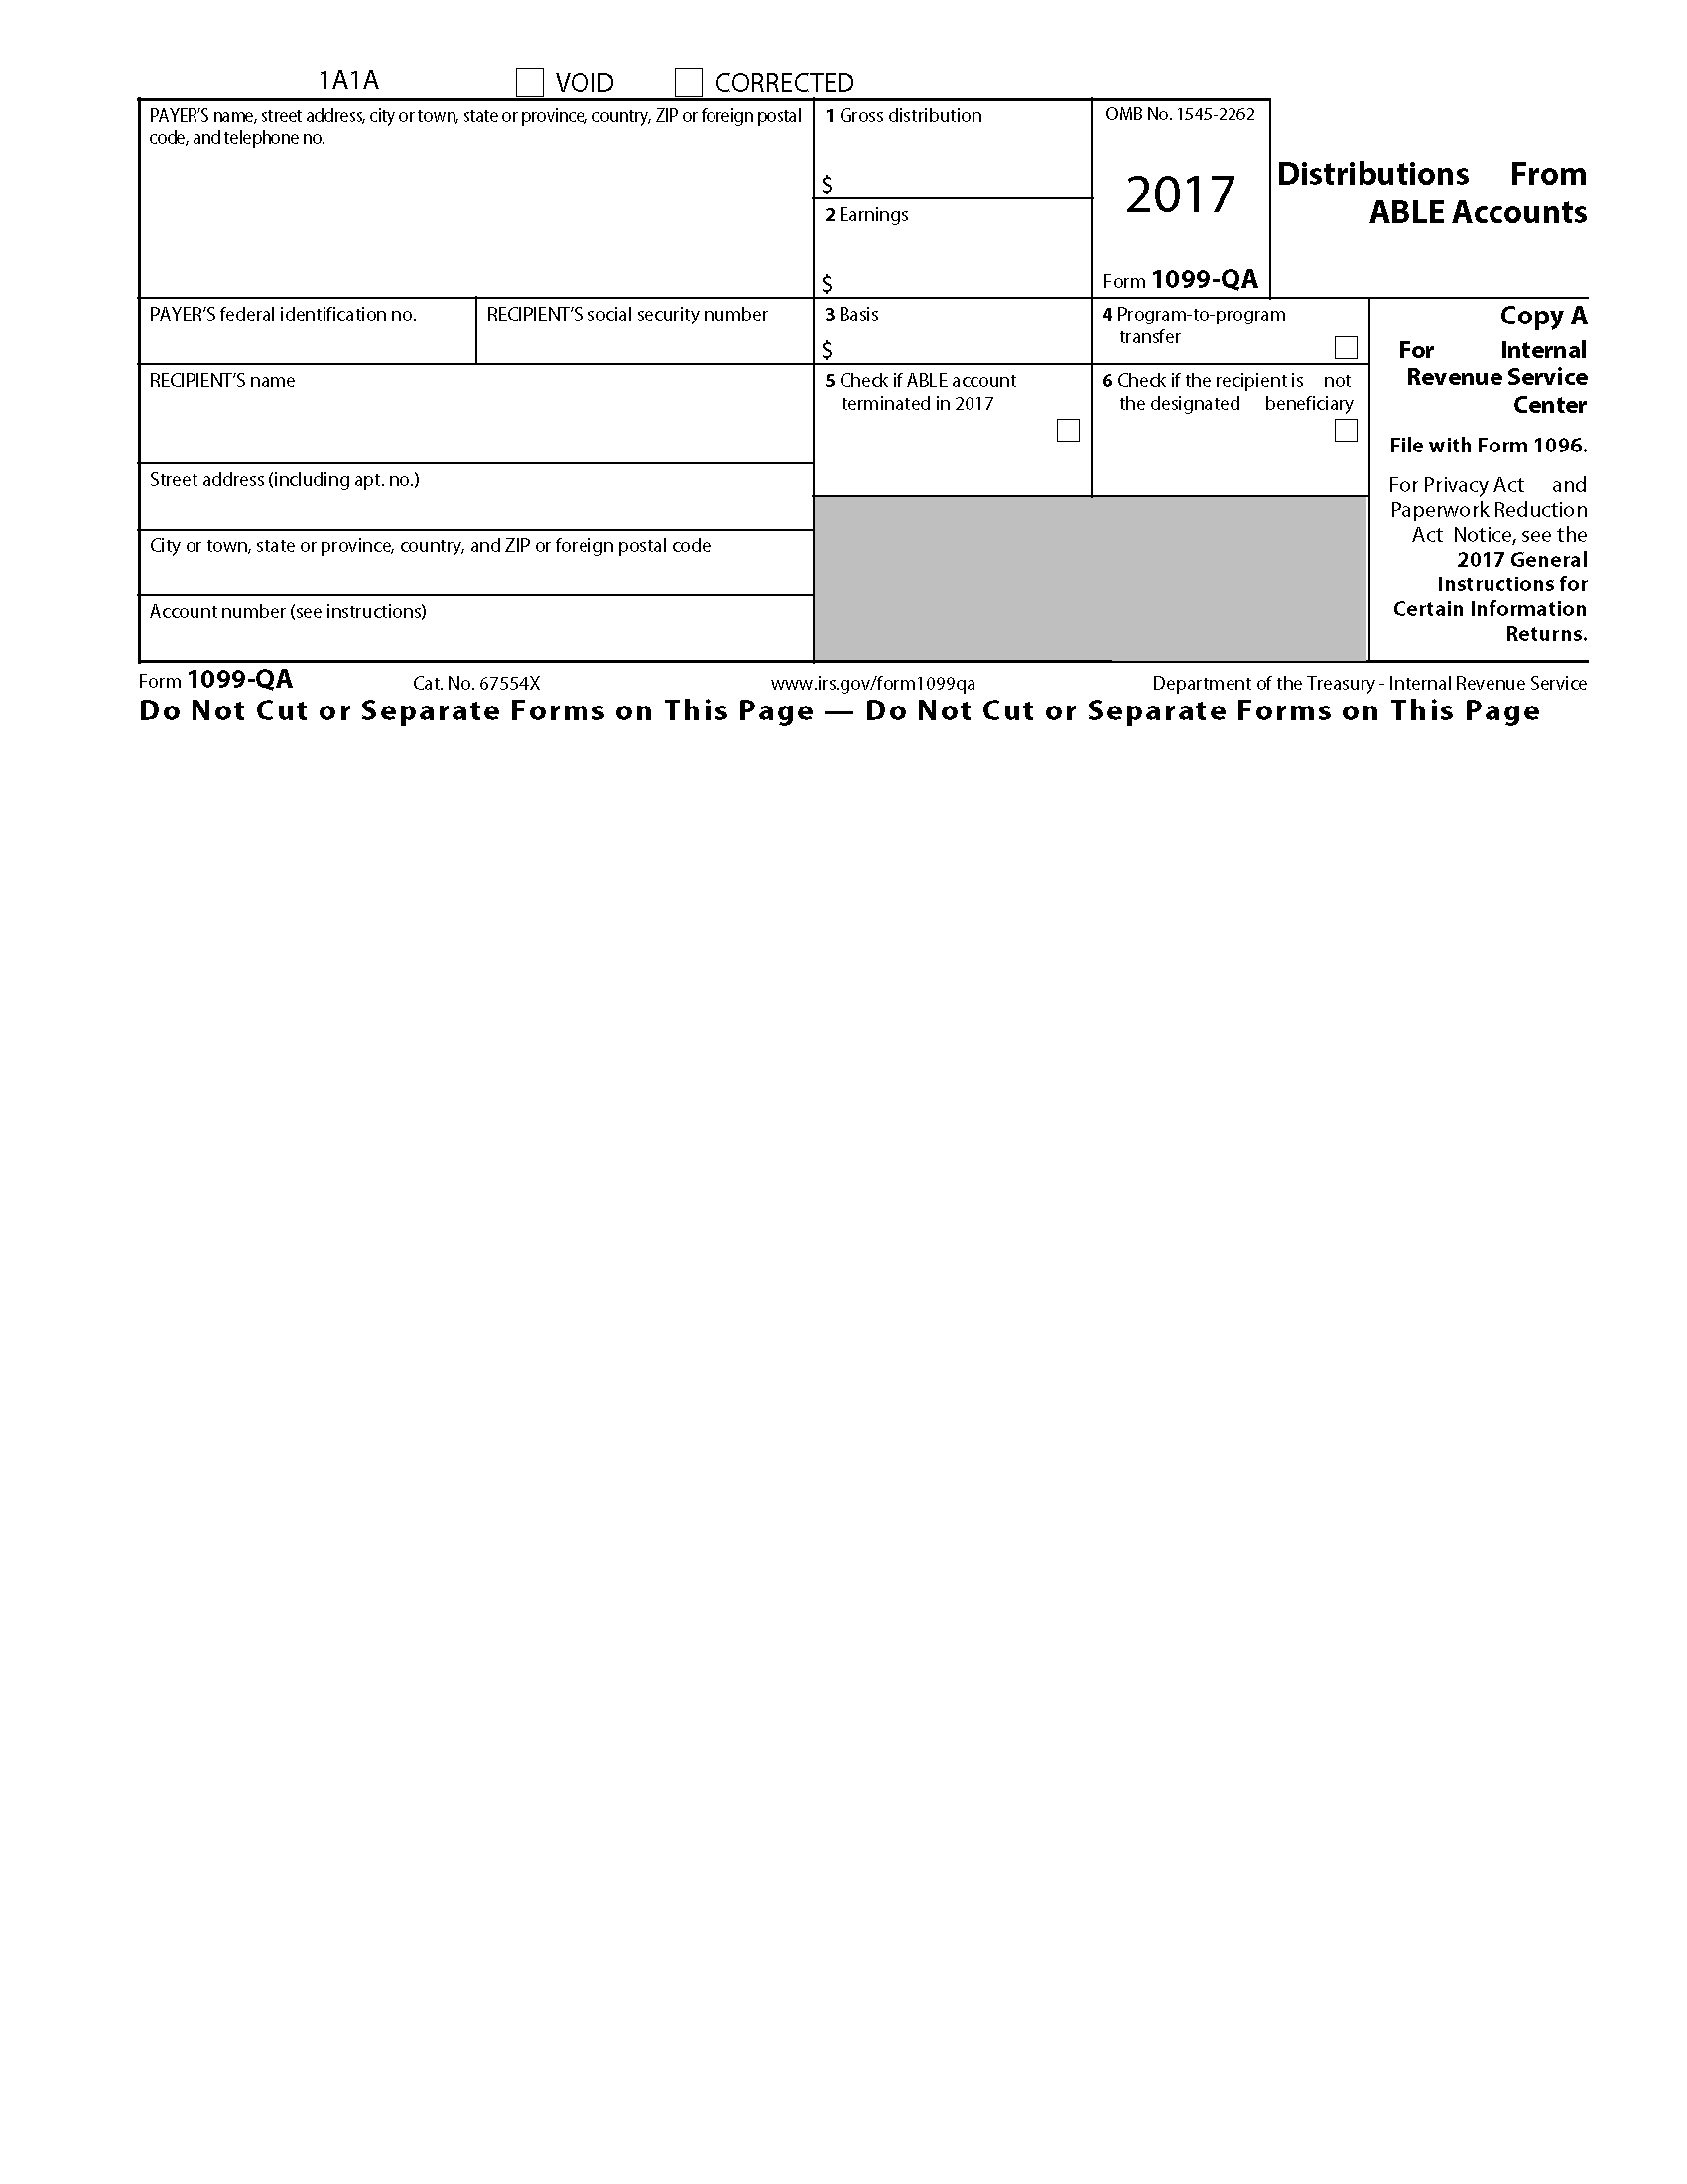 1A1A VOID CORRECTED
PAYER’S name, street address, city or town, state or province, country, ZIP or foreign postal
code, and telephone no.
1 Gross distribution
$
2 Earnings
$
OMB No. 1545-2262
2017
Form 1099-QA
Distributions From
ABLE Accounts
PAYER’S federal identification no.
RECIPIENT’S social security number
3 Basis
$
4 Program-to-program
transfer
Copy A
For Internal
Revenue Service
Center
File with Form 1096.
For Privacy Act and
Paperwork Reduction
Act Notice, see the
2017 General
Instructions for
Certain Information
Returns.
RECIPIENT’S name
5 Check if ABLE account
terminated in 2017
6 Check if the recipient is not
the designated beneficiary
Street address (including apt. no.)
City or town, state or province, country, and ZIP or foreign postal code
Account number (see instructions)
Form 1099-QA Cat. No. 67554X www.irs.gov/form1099qa Department of the Treasury - Internal Revenue Service
Do Not Cut or Separate Forms on This Page — Do Not Cut or Separate Forms on This Page